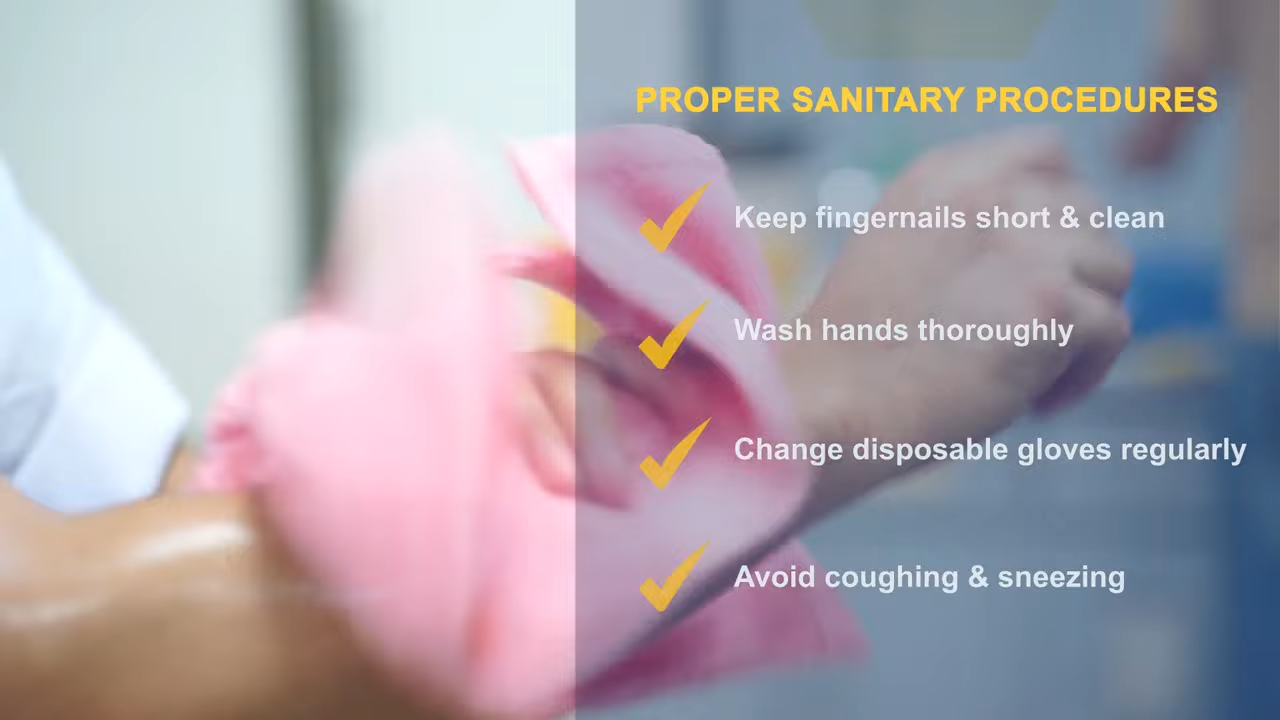 PROPER SANITARY PROCEDURES
Keep fingernails short & clean
Wash hands thoroughly
Change disposable gloves regularly
Avoid coughing & sneezing